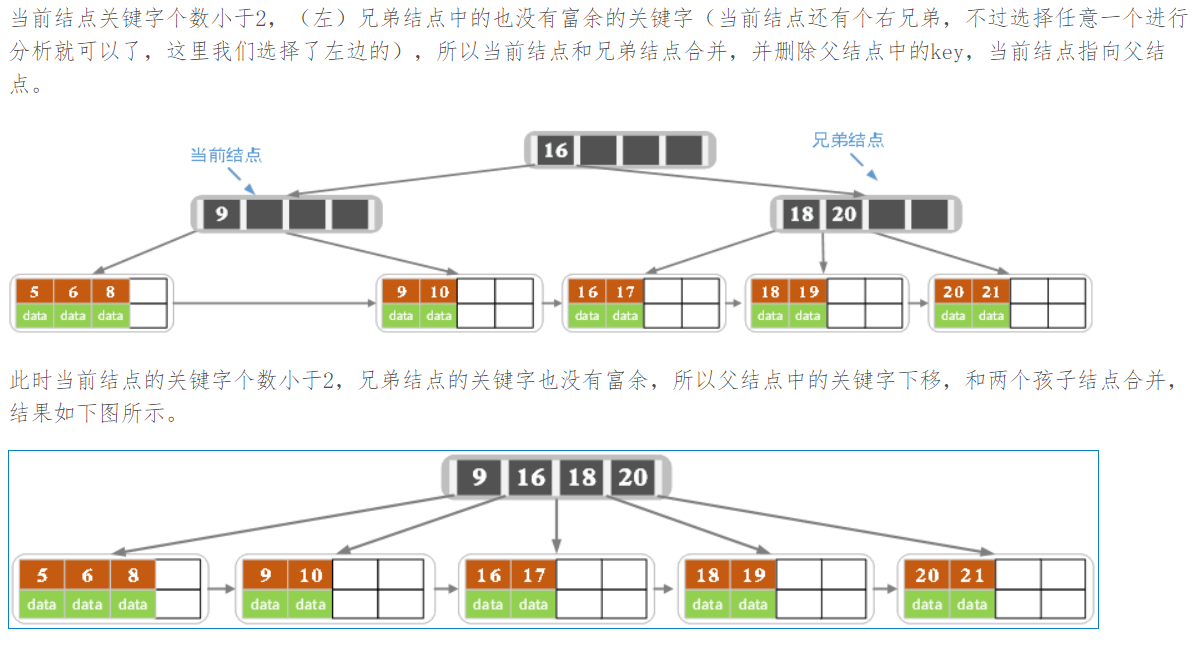 当前结点关键字个数小于2，（左）兄弟结点中的也没有富余的关键字（当前结点还有个右兄弟，不过选择任意一个进行
分析就可以了，这里我们选择了左边的），所以当前结点和兄弟结点合并，并删除父结点中的key，当前结点指向父结
点。
兄弟结点
当前结点
16
9
18 20
5 6 8
data data data
9 10
data data
16 17
data data
18 19
data data
20 21
data data
此时当前结点的关键字个数小于2，兄弟结点的关键字也没有富余，所以父结点中的关键字下移，和两个孩子结点合并，
结果如下图所示。
9 16 18 20
5 6 8
data data data
9 10
data data
16 17
data data
18 19
data data
20 21
data data